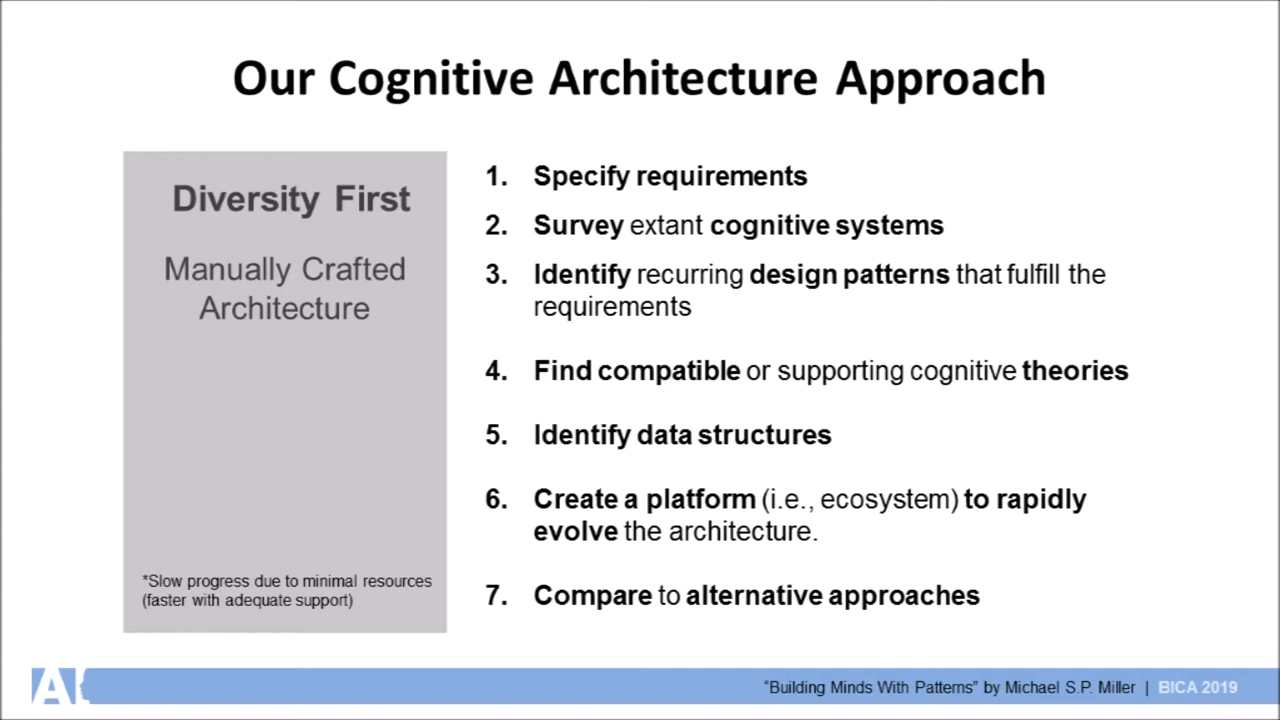 Our Cognitive Architecture Approach
Diversity First
Manually Crafted
Architecture
*Slow progress due to minimal resources
(faster with adequate support)
1. Specify requirements
2. Survey extant cognitive systems
3. Identify recurring design patterns that fulfill the
requirements
4. Find compatible or supporting cognitive theories
5. Identify data structures
6. Create a platform (i.e., ecosystem) to rapidly
evolve the architecture.
7. Compare to alternative approaches
A
“Building Minds With Patterns” by Michael S.P. Miller | BICA 2019